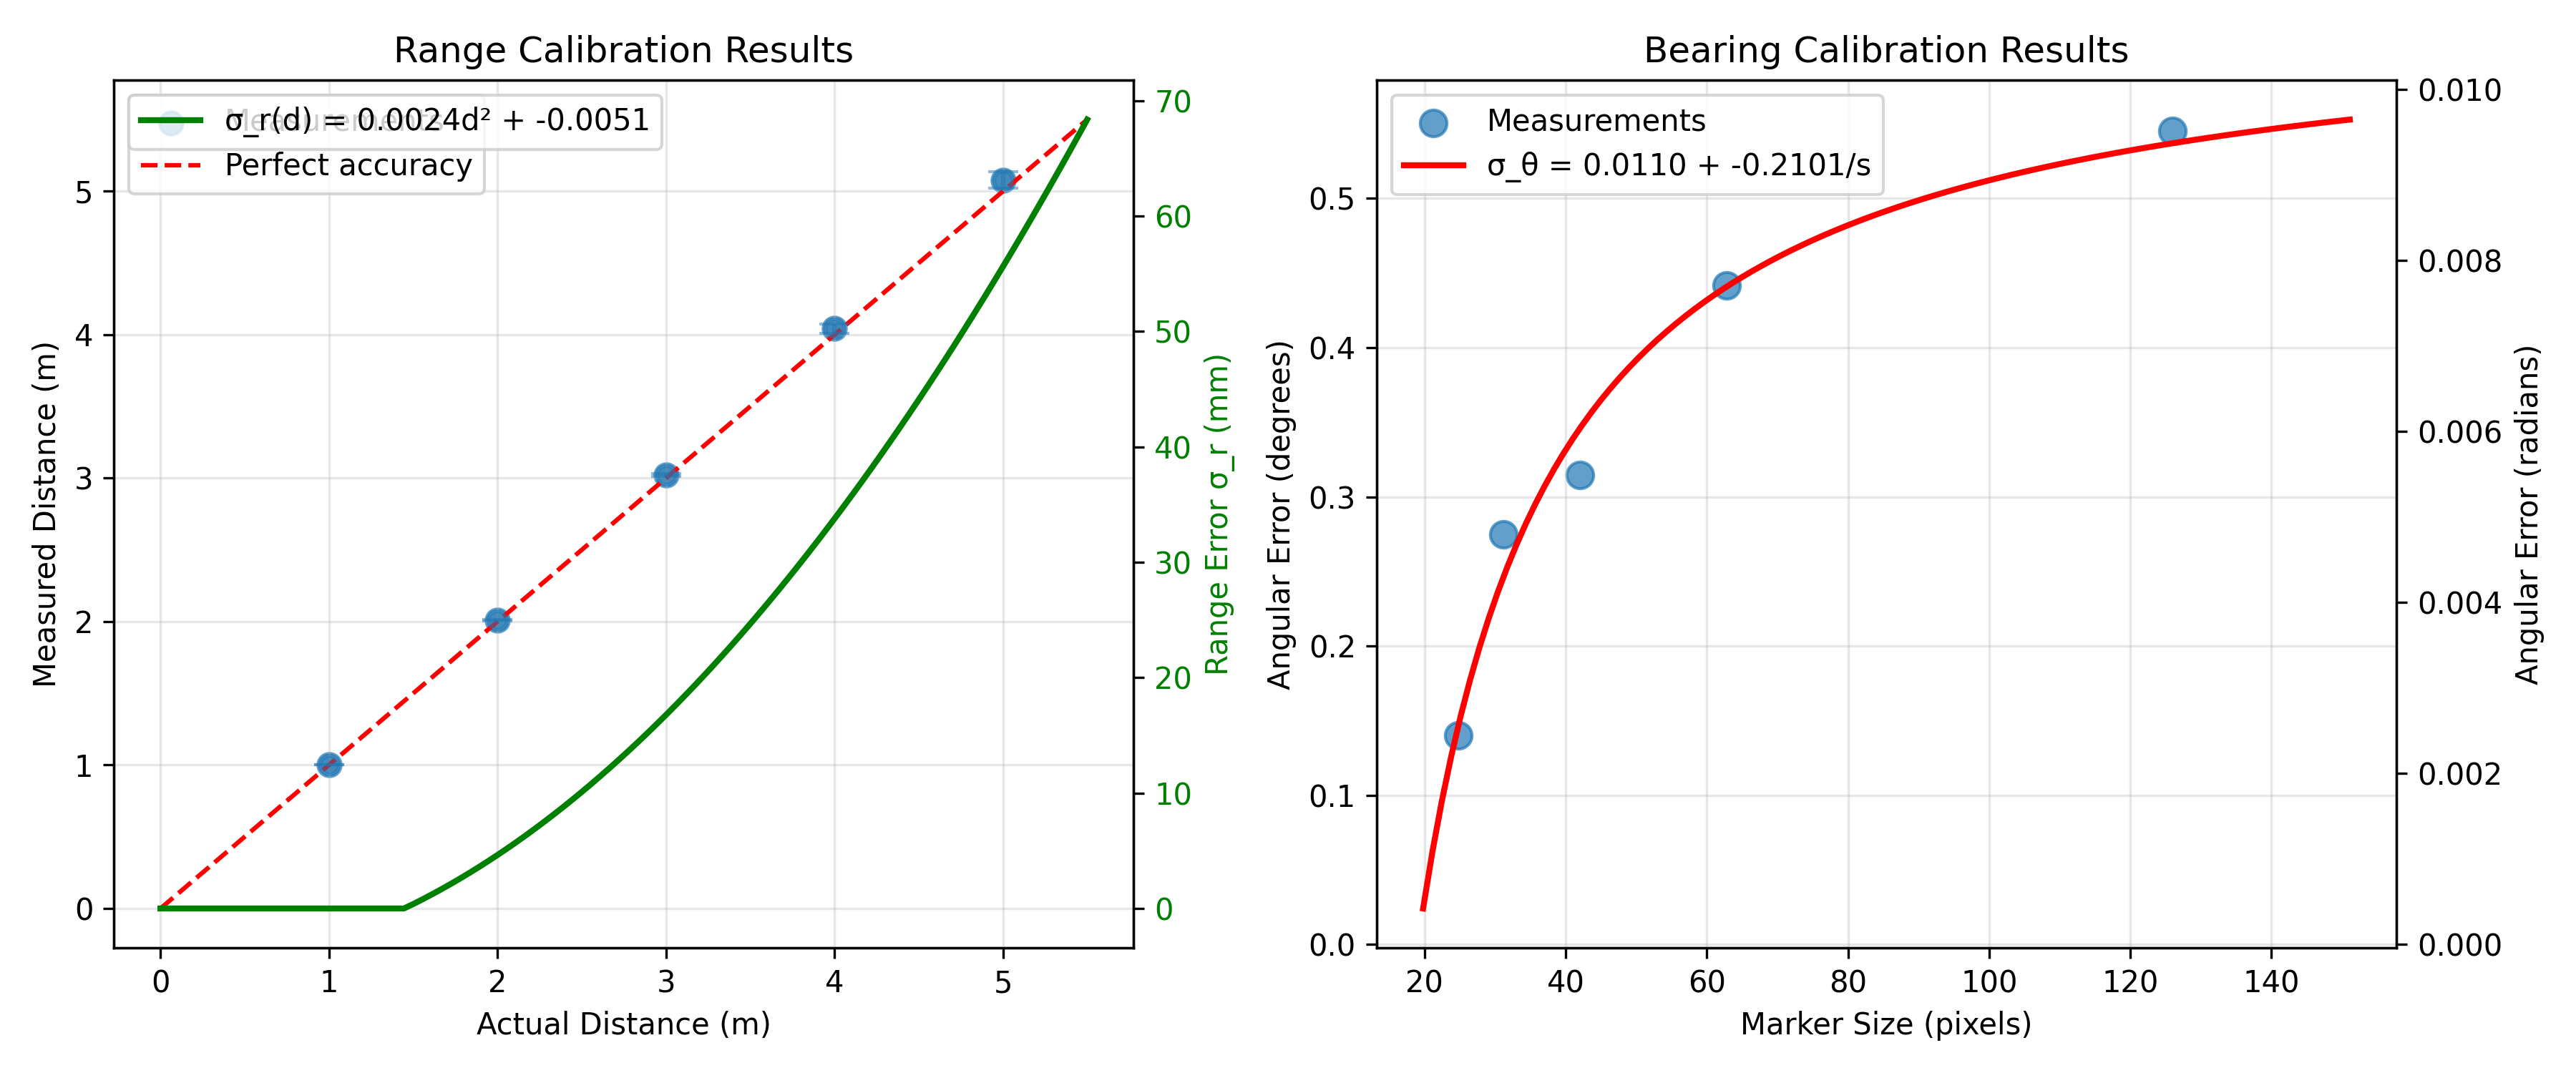 Range Calibration Results
Measurements
σ_r(d) = 0.0024d² + -0.0051
Perfect accuracy
5
4
3
2
1
0
Measured Distance (m)
70
60
50
40
30
20
10
0
Range Error σ_r (mm)
0 1 2 3 4 5
Actual Distance (m)
Bearing Calibration Results
Measurements
σ_θ = 0.0110 + -0.2101/s
0.5
0.4
0.3
0.2
0.1
0.0
Angular Error (degrees)
0.010
0.008
0.006
0.004
0.002
0.000
Angular Error (radians)
20 40 60 80 100 120 140
Marker Size (pixels)